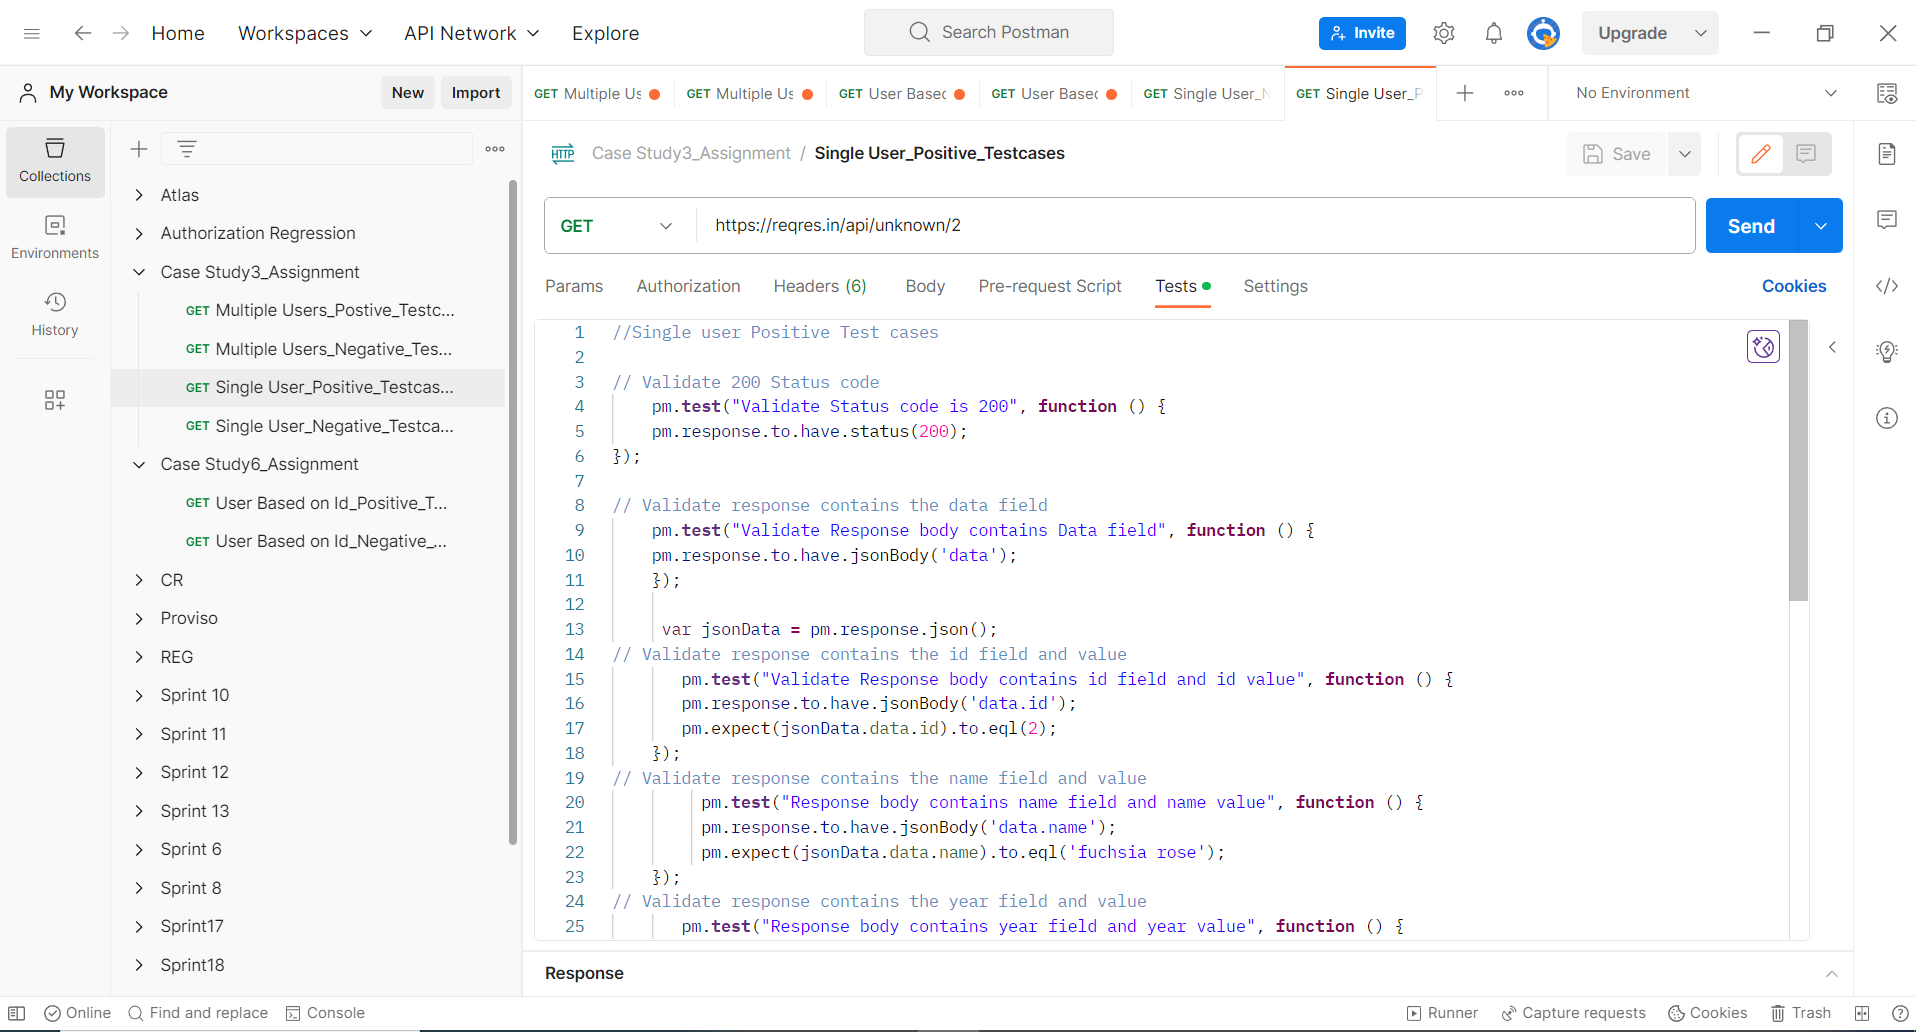 Home Workspaces API Network Explore Search Postman Invite Upgrade
My Workspace New Import
GET Multiple Us GET Multiple Us GET User Based GET User Based GET Single User_N GET Single User_P No Environment
Collections
Environments
History
Atlas
Authorization Regression
Case Study3_Assignment
GET Multiple Users_Postive_Testc...
GET Multiple Users_Negative_Tes...
GET Single User_Positive_Testcas...
GET Single User_Negative_Testca...
Case Study6_Assignment
GET User Based on Id_Positive_T...
GET User Based on Id_Negative_...
CR
Proviso
REG
Sprint 10
Sprint 11
Sprint 12
Sprint 13
Sprint 6
Sprint 8
Sprint17
Sprint18
HTTP Case Study3_Assignment / Single User_Positive_Testcases Save
GET https://reqres.in/api/unknown/2 Send
Params Authorization Headers (6) Body Pre-request Script Tests Settings Cookies
1 //Single user Positive Test cases
2
3 // Validate 200 Status code
4 pm.test("Validate Status code is 200", function () {
5 pm.response.to.have.status(200);
6 });
7
8 // Validate response contains the data field
9 pm.test("Validate Response body contains Data field", function () {
10 pm.response.to.have.jsonBody('data');
11 });
12
13 var jsonData = pm.response.json();
14 // Validate response contains the id field and value
15 pm.test("Validate Response body contains id field and id value", function () {
16 pm.response.to.have.jsonBody('data.id');
17 pm.expect(jsonData.data.id).to.eql(2);
18 });
19 // Validate response contains the name field and value
20 pm.test("Response body contains name field and name value", function () {
21 pm.response.to.have.jsonBody('data.name');
22 pm.expect(jsonData.data.name).to.eql('fuchsia rose');
23 });
24 // Validate response contains the year field and value
25 pm.test("Response body contains year field and year value", function () {
Response
Online Find and replace Console Runner Capture requests Cookies Trash